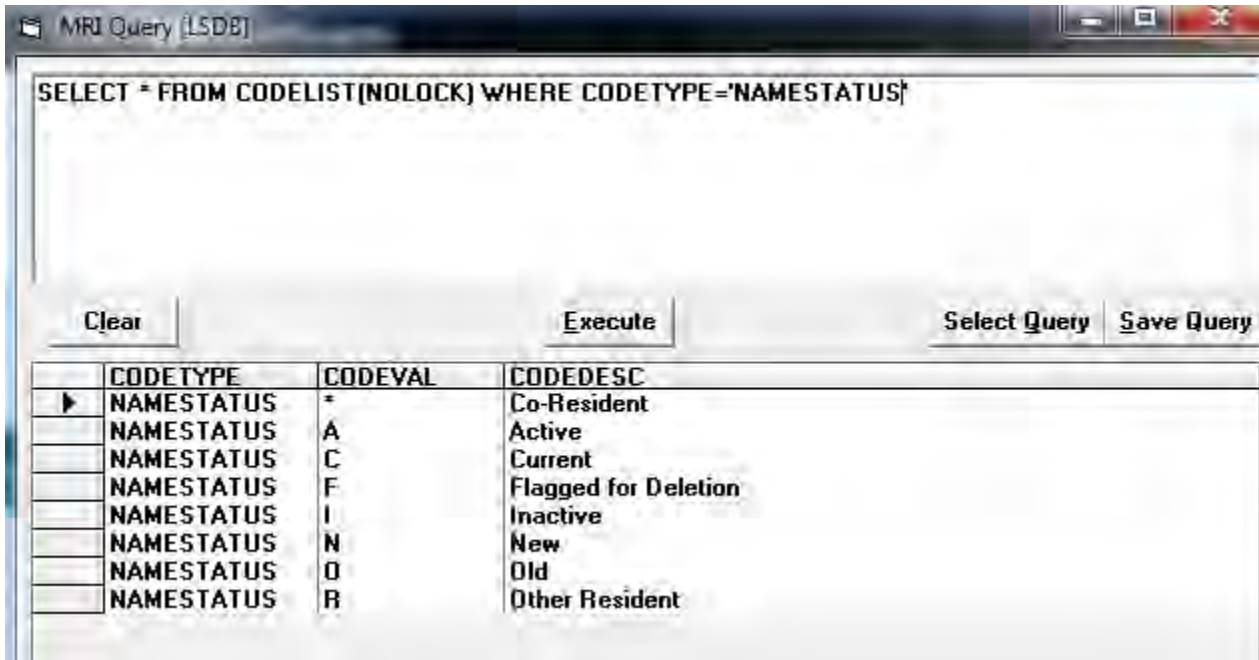 MRI Query [LSDB]
SELECT * FROM CODELIST(NOLOCK) WHERE CODETYPE='NAMESTATUS'
Clear Execute Select Query Save Query
CODETYPE CODEVAL CODEDESC
NAMESTATUS * Co-Resident
NAMESTATUS A Active
NAMESTATUS C Current
NAMESTATUS F Flagged for Deletion
NAMESTATUS I Inactive
NAMESTATUS N New
NAMESTATUS O Old
NAMESTATUS R Other Resident